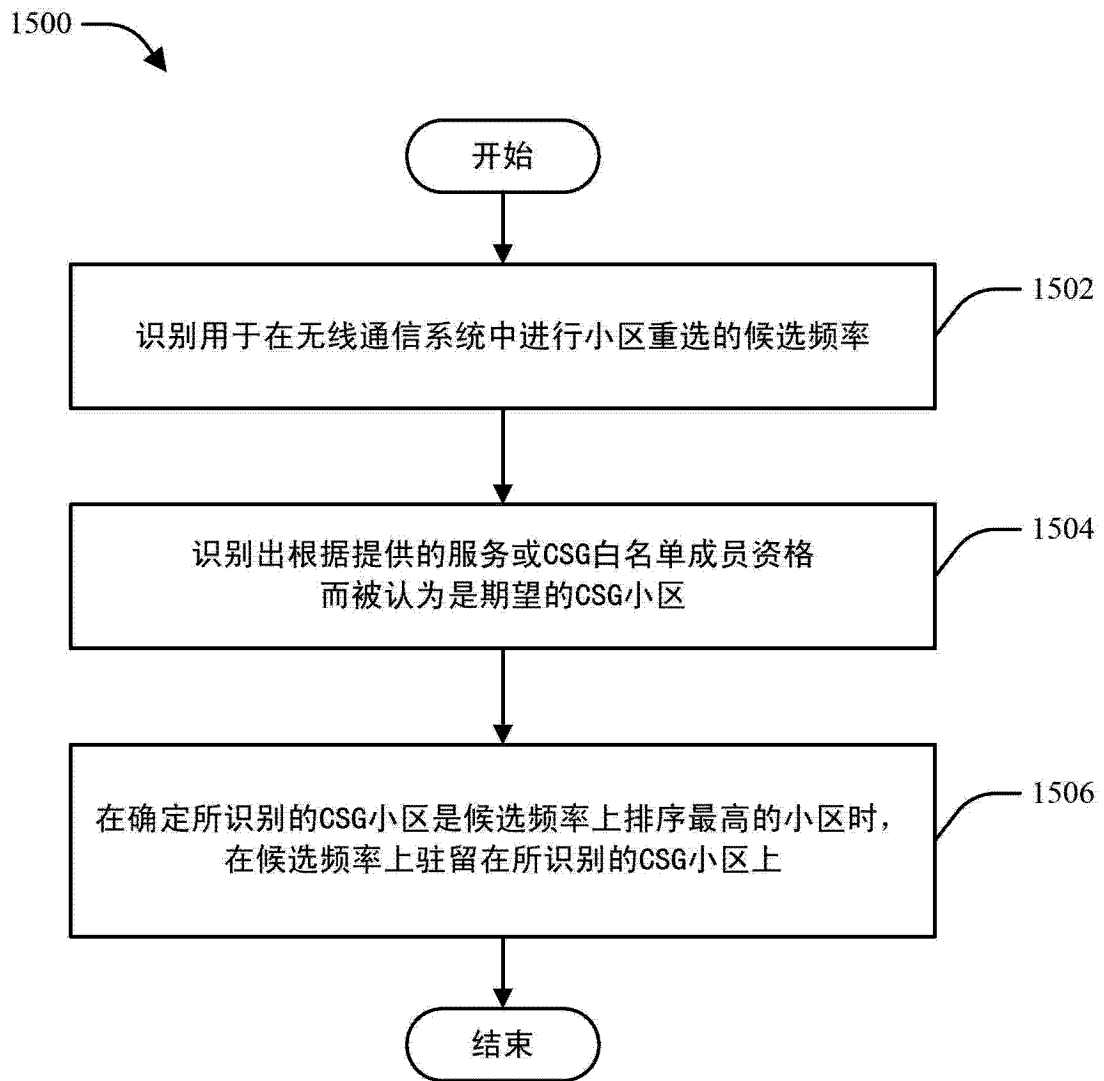 1500
开始
识别用于在无线通信系统中进行小区重选的候选频率
1502
识别出根据提供的服务或CSG白名单成员资格
而被认为是期望的CSG小区
1504
在确定所识别的CSG小区是候选频率上排序最高的小区时，
在候选频率上驻留在所识别的CSG小区上
1506
结束